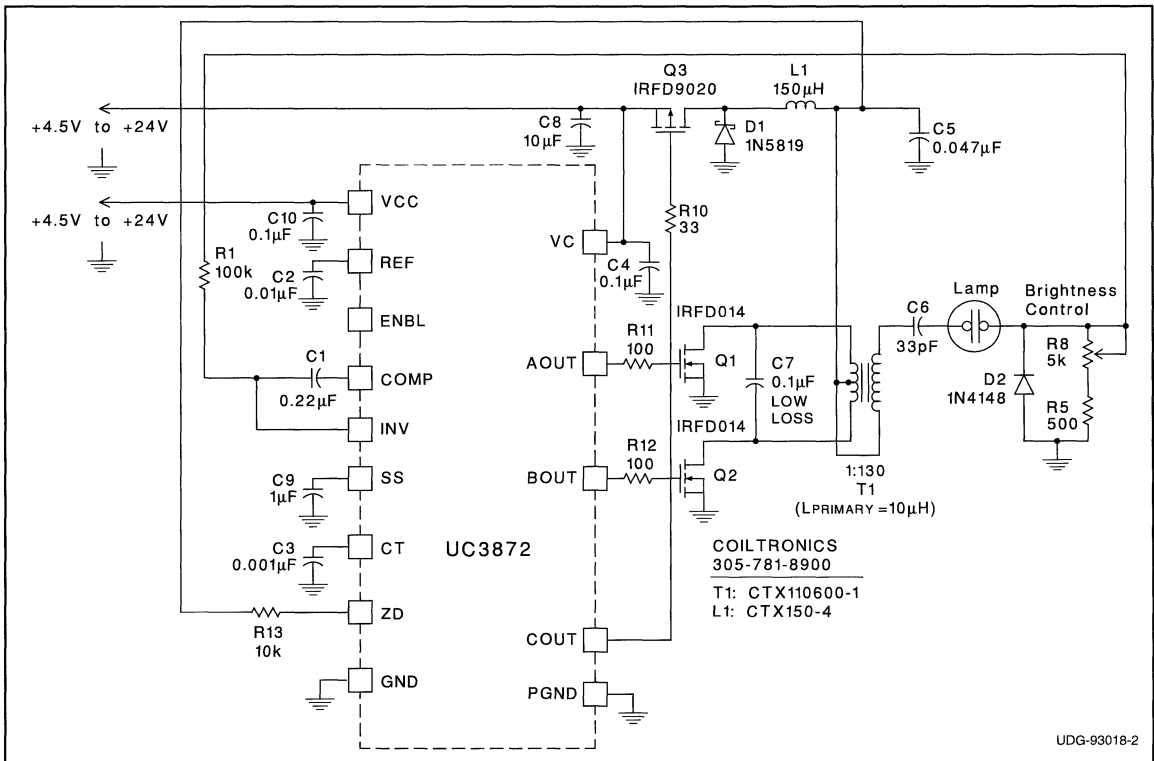 Q3
IRFD9020
L1
150µH
+4.5V to +24V
C8
10µF
D1
1N5819
C5
0.047µF
+4.5V to +24V
C10
0.1µF
VCC
R10
33
R1
100k
C2
0.01µF
REF
VC
C4
0.1µF
ENBL
Lamp
Brightness
Control
C6
33pF
R8
5k
IRFD014
R11
100
AOUT
Q1
C7
0.1µF
LOW
LOSS
C1
0.22µF
COMP
D2
1N4148
R5
500
INV
IRFD014
R12
100
BOUT
Q2
C9
1µF
SS
1:130
T1
(LPRIMARY =10µH)
C3
0.001µF
CT
UC3872
COILTRONICS
305-781-8900
T1: CTX110600-1
L1: CTX150-4
R13
10k
ZD
COUT
GND
PGND
UDG-93018-2